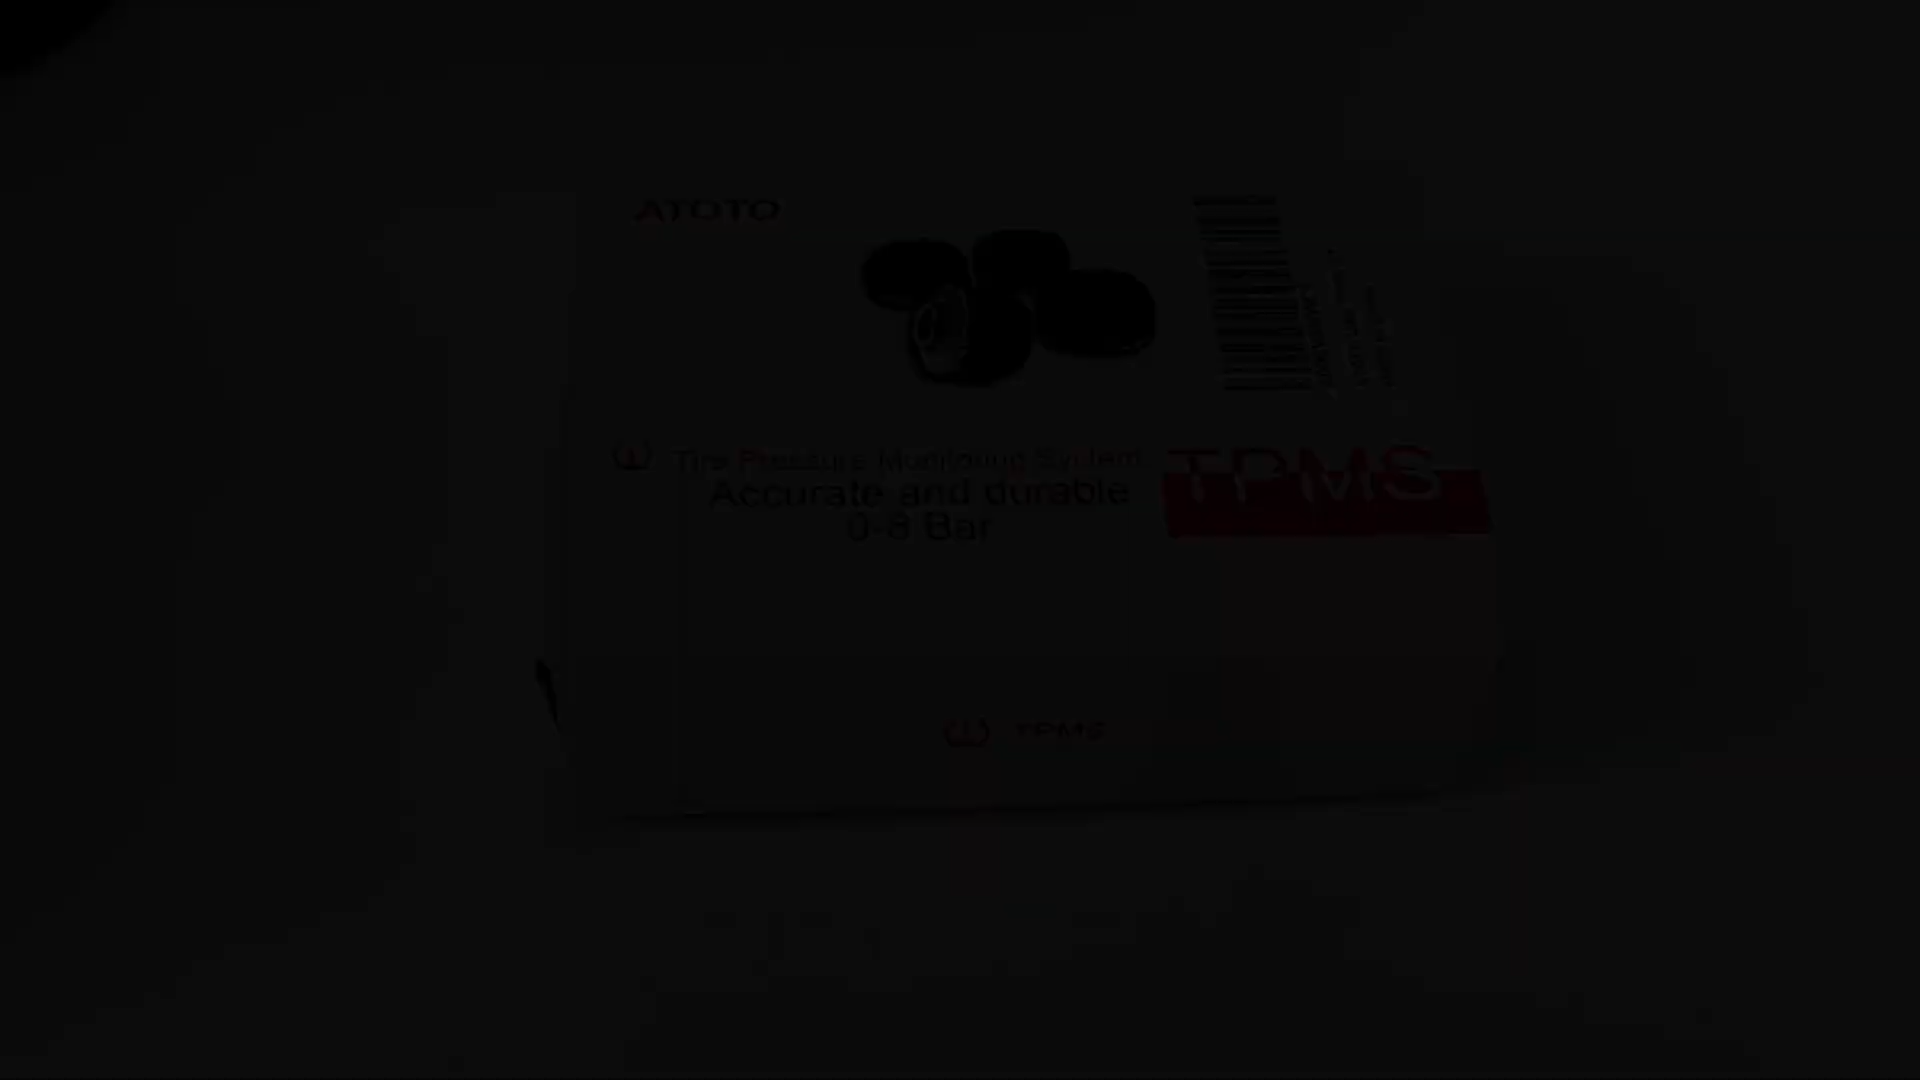 ATOTO
Tire Pressure Monitoring System
Accurate and durable
0-8 Bar
TPMS
TPMS